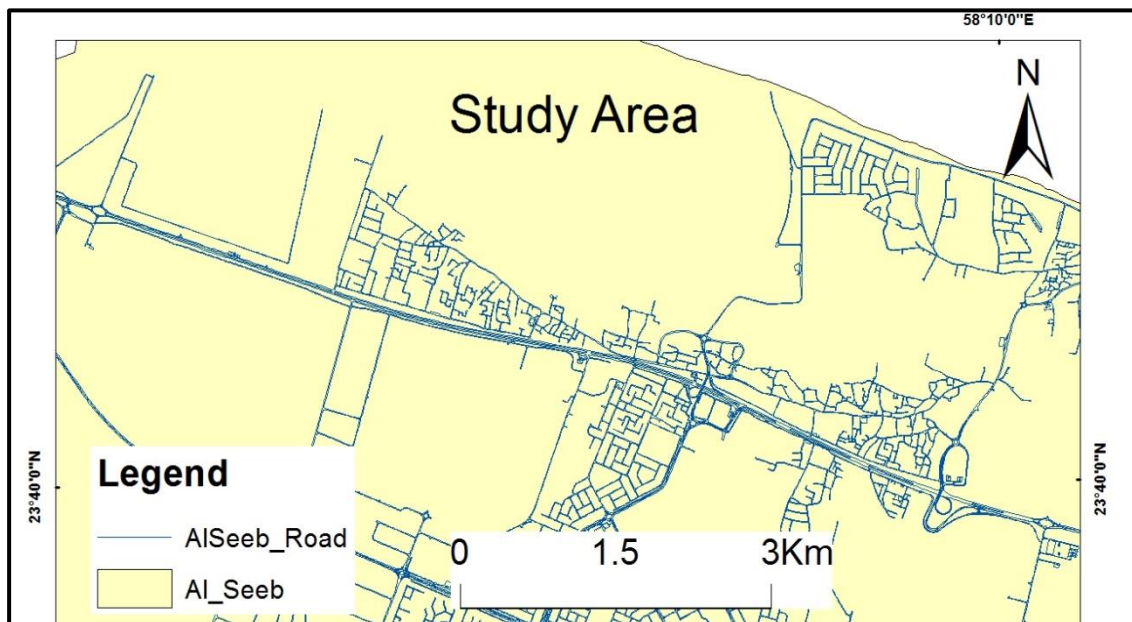 58°10'0"E
N
Study Area
23°40'0"N
23°40'0"N
Legend
AlSeeb_Road
Al_Seeb
0 1.5 3Km